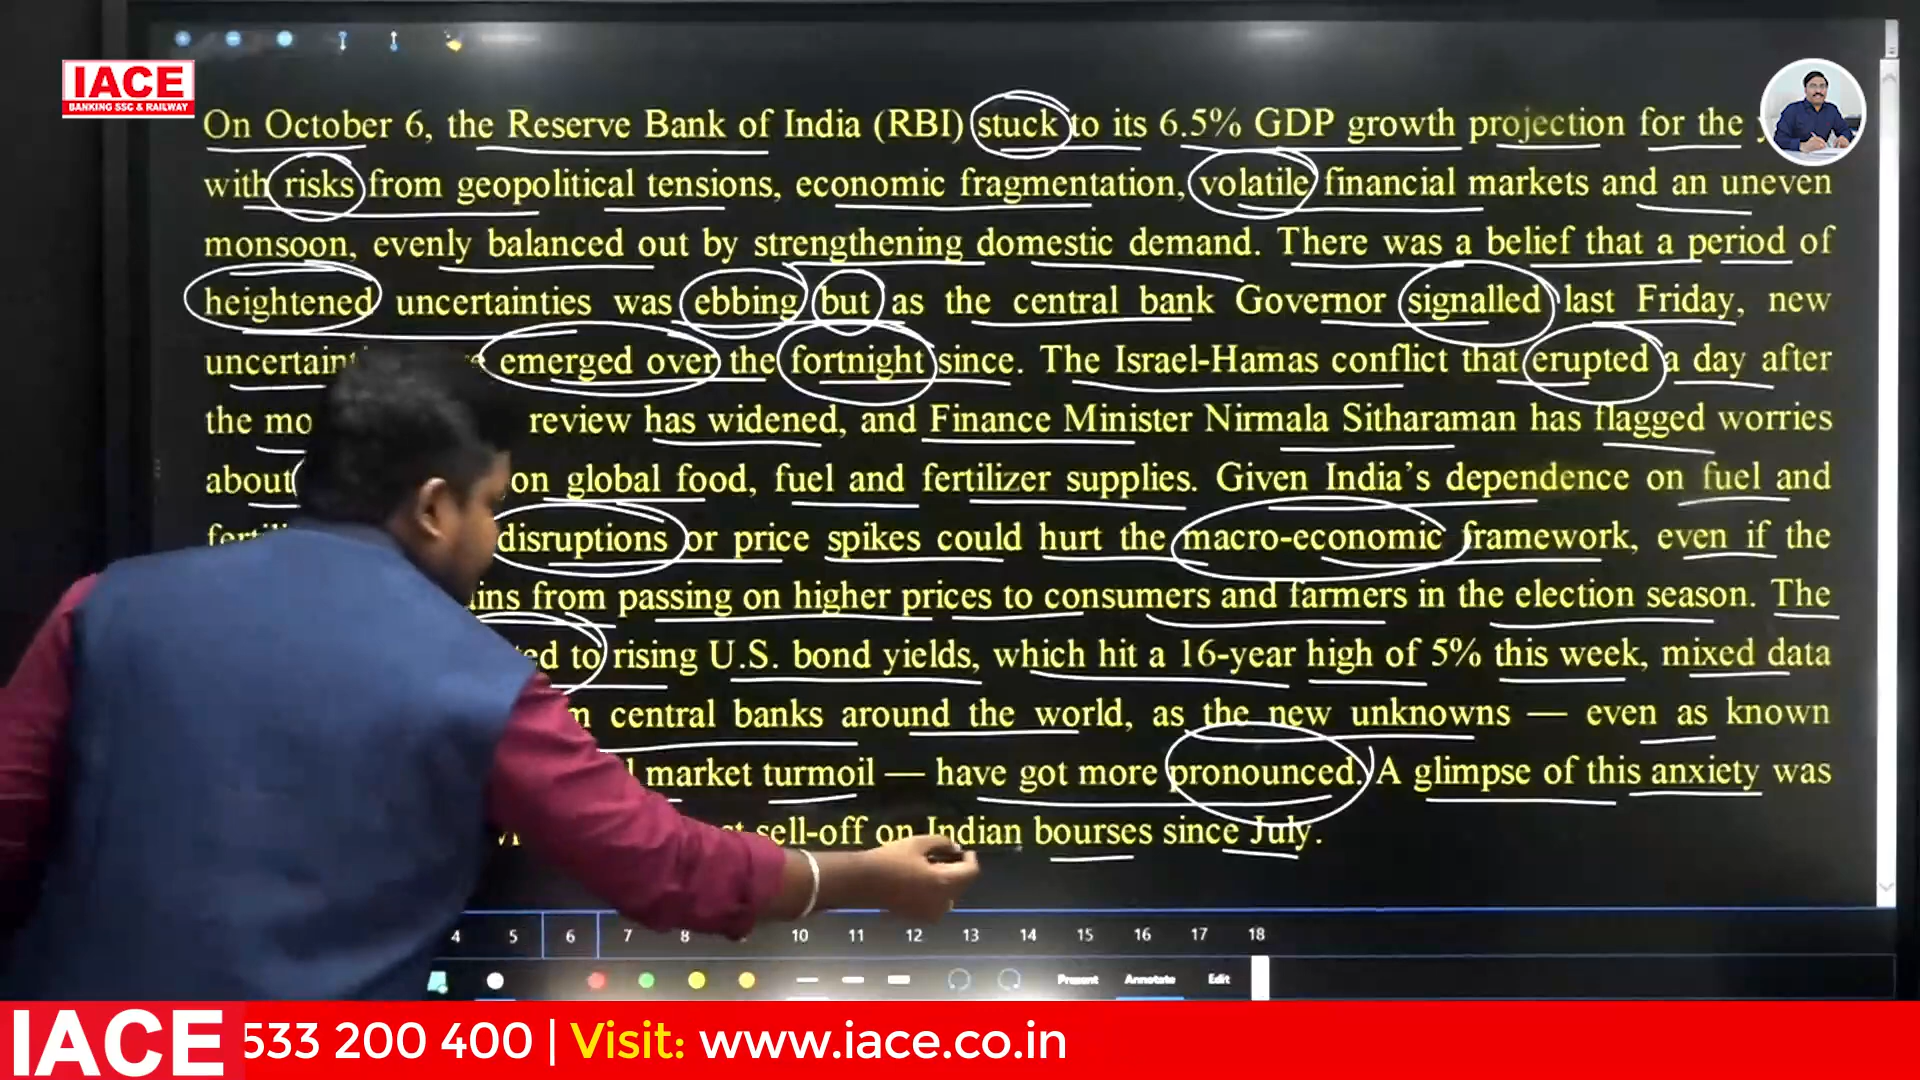 IACE
BANKING SSC & RAILWAY
On October 6, the Reserve Bank of India (RBI) stuck to its 6.5% GDP growth projection for the
with risks from geopolitical tensions, economic fragmentation, volatile financial markets and an uneven
monsoon, evenly balanced out by strengthening domestic demand. There was a belief that a period of
heightened uncertainties was ebbing but as the central bank Governor signalled last Friday, new
emerged over the fortnight since. The Israel-Hamas conflict that erupted a day after
the review has widened, and Finance Minister Nirmala Sitharaman has flagged worries
about on global food, fuel and fertilizer supplies. Given India's dependence on fuel and
disruptions or price spikes could hurt the macro-economic framework, even if the
from passing on higher prices to consumers and farmers in the election season. The
to rising U.S. bond yields, which hit a 16-year high of 5% this week, mixed data
central banks around the world, as the new unknowns — even as known
market turmoil — have got more pronounced. A glimpse of this anxiety was
sell-off on Indian bourses since July.
4 5 6 7 8 10 11 12 13 14 15 16 17 18
Present Annotate Edit
IACE 533 200 400 | Visit: www.iace.co.in